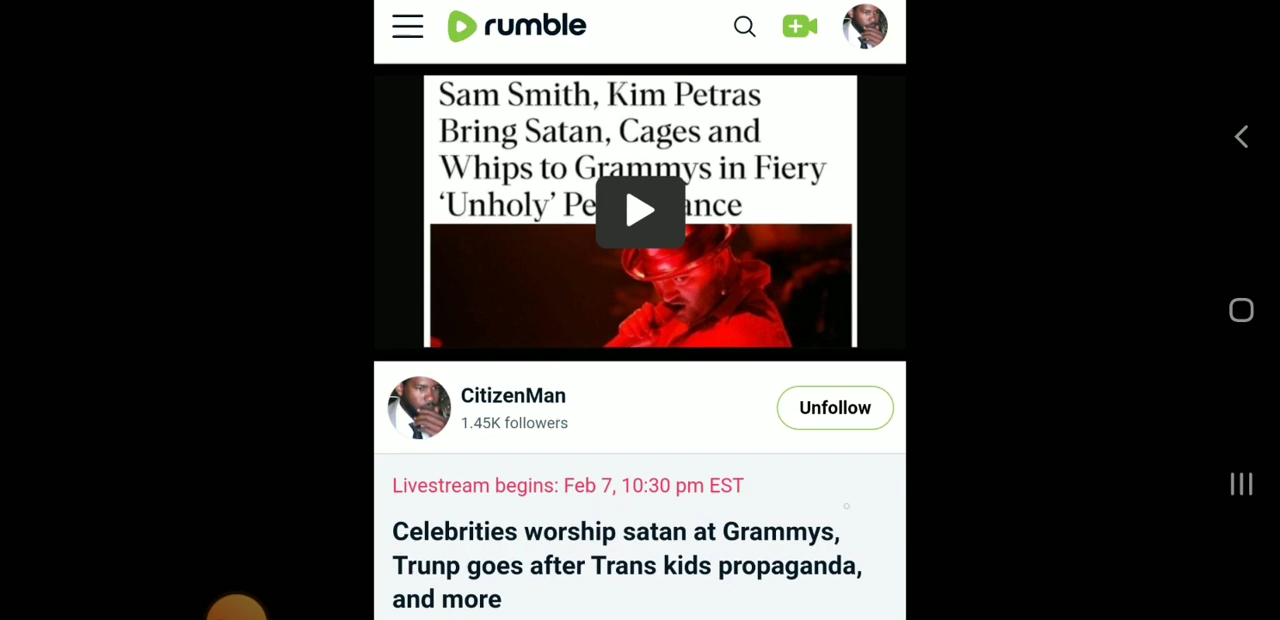 rumble
Sam Smith, Kim Petras
Bring Satan, Cages and
Whips to Grammys in Fiery
‘Unholy’ Pe ance
CitizenMan
1.45K followers
Unfollow
Livestream begins: Feb 7, 10:30 pm EST
Celebrities worship satan at Grammys,
Trunp goes after Trans kids propaganda,
and more